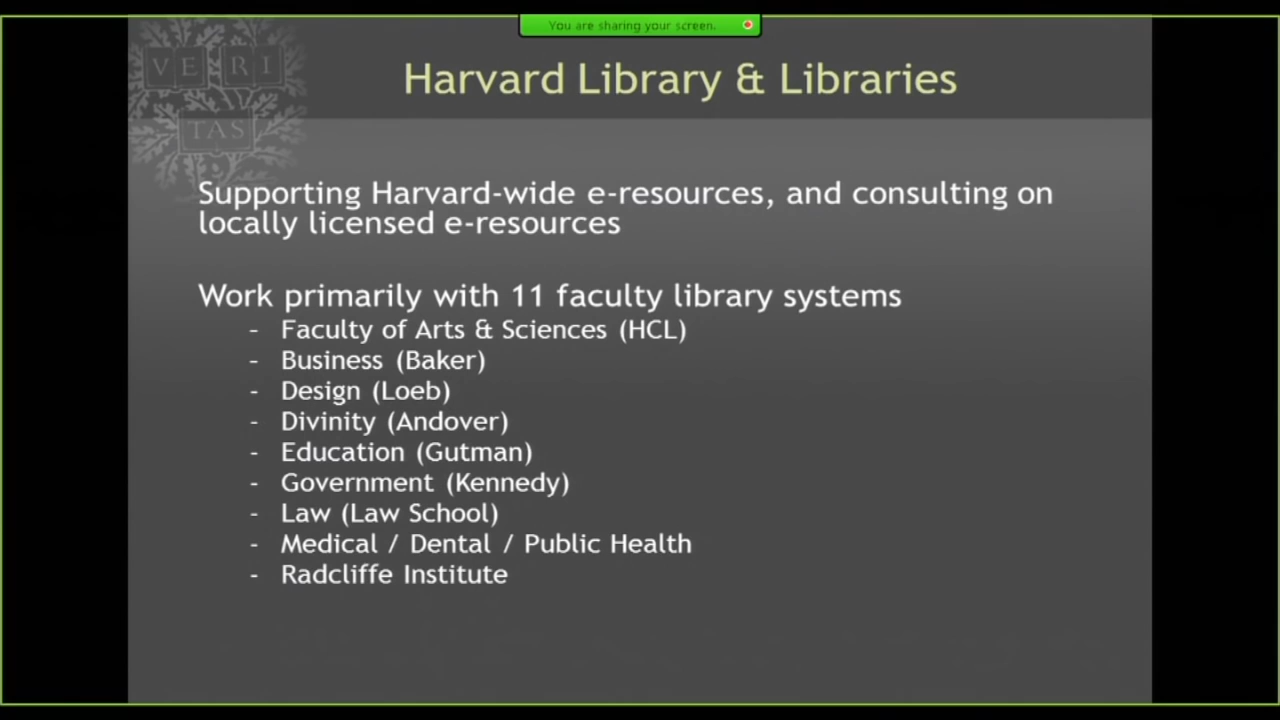 You are sharing your screen.
VE RI
TAS
Harvard Library & Libraries
Supporting Harvard-wide e-resources, and consulting on
locally licensed e-resources
Work primarily with 11 faculty library systems
- Faculty of Arts & Sciences (HCL)
- Business (Baker)
- Design (Loeb)
- Divinity (Andover)
- Education (Gutman)
- Government (Kennedy)
- Law (Law School)
- Medical / Dental / Public Health
- Radcliffe Institute